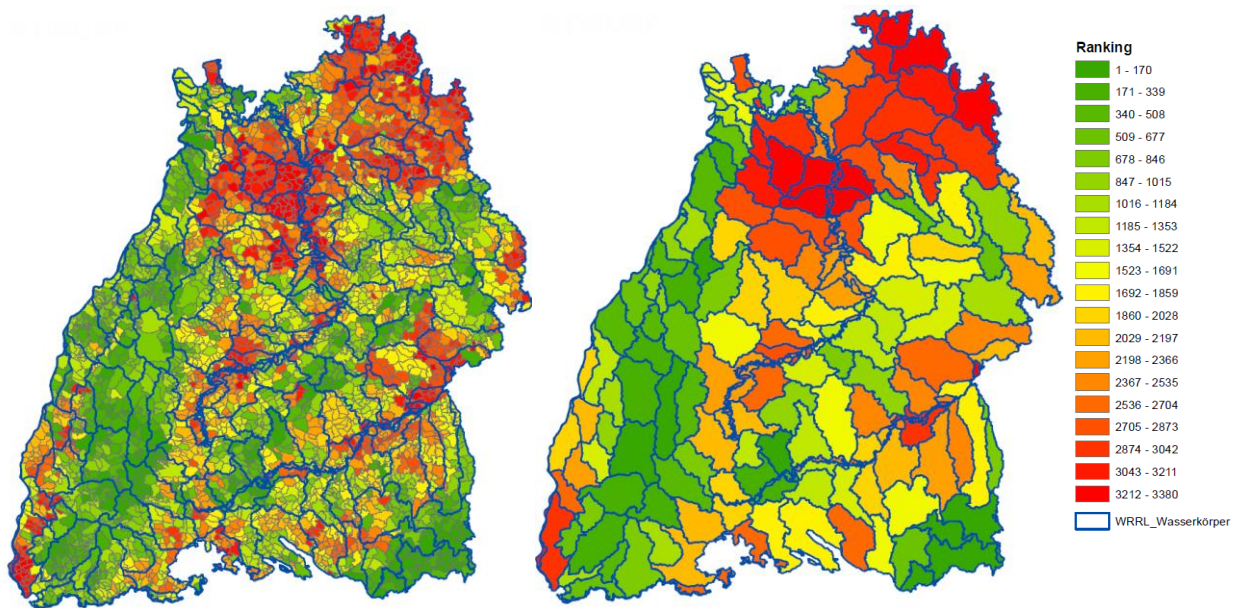 Ranking
1 - 170
171 - 339
340 - 508
509 - 677
678 - 846
847 - 1015
1016 - 1184
1185 - 1353
1354 - 1522
1523 - 1691
1692 - 1859
1860 - 2028
2029 - 2197
2198 - 2366
2367 - 2535
2536 - 2704
2705 - 2873
2874 - 3042
3043 - 3211
3212 - 3380
WRRL_Wasserkörper